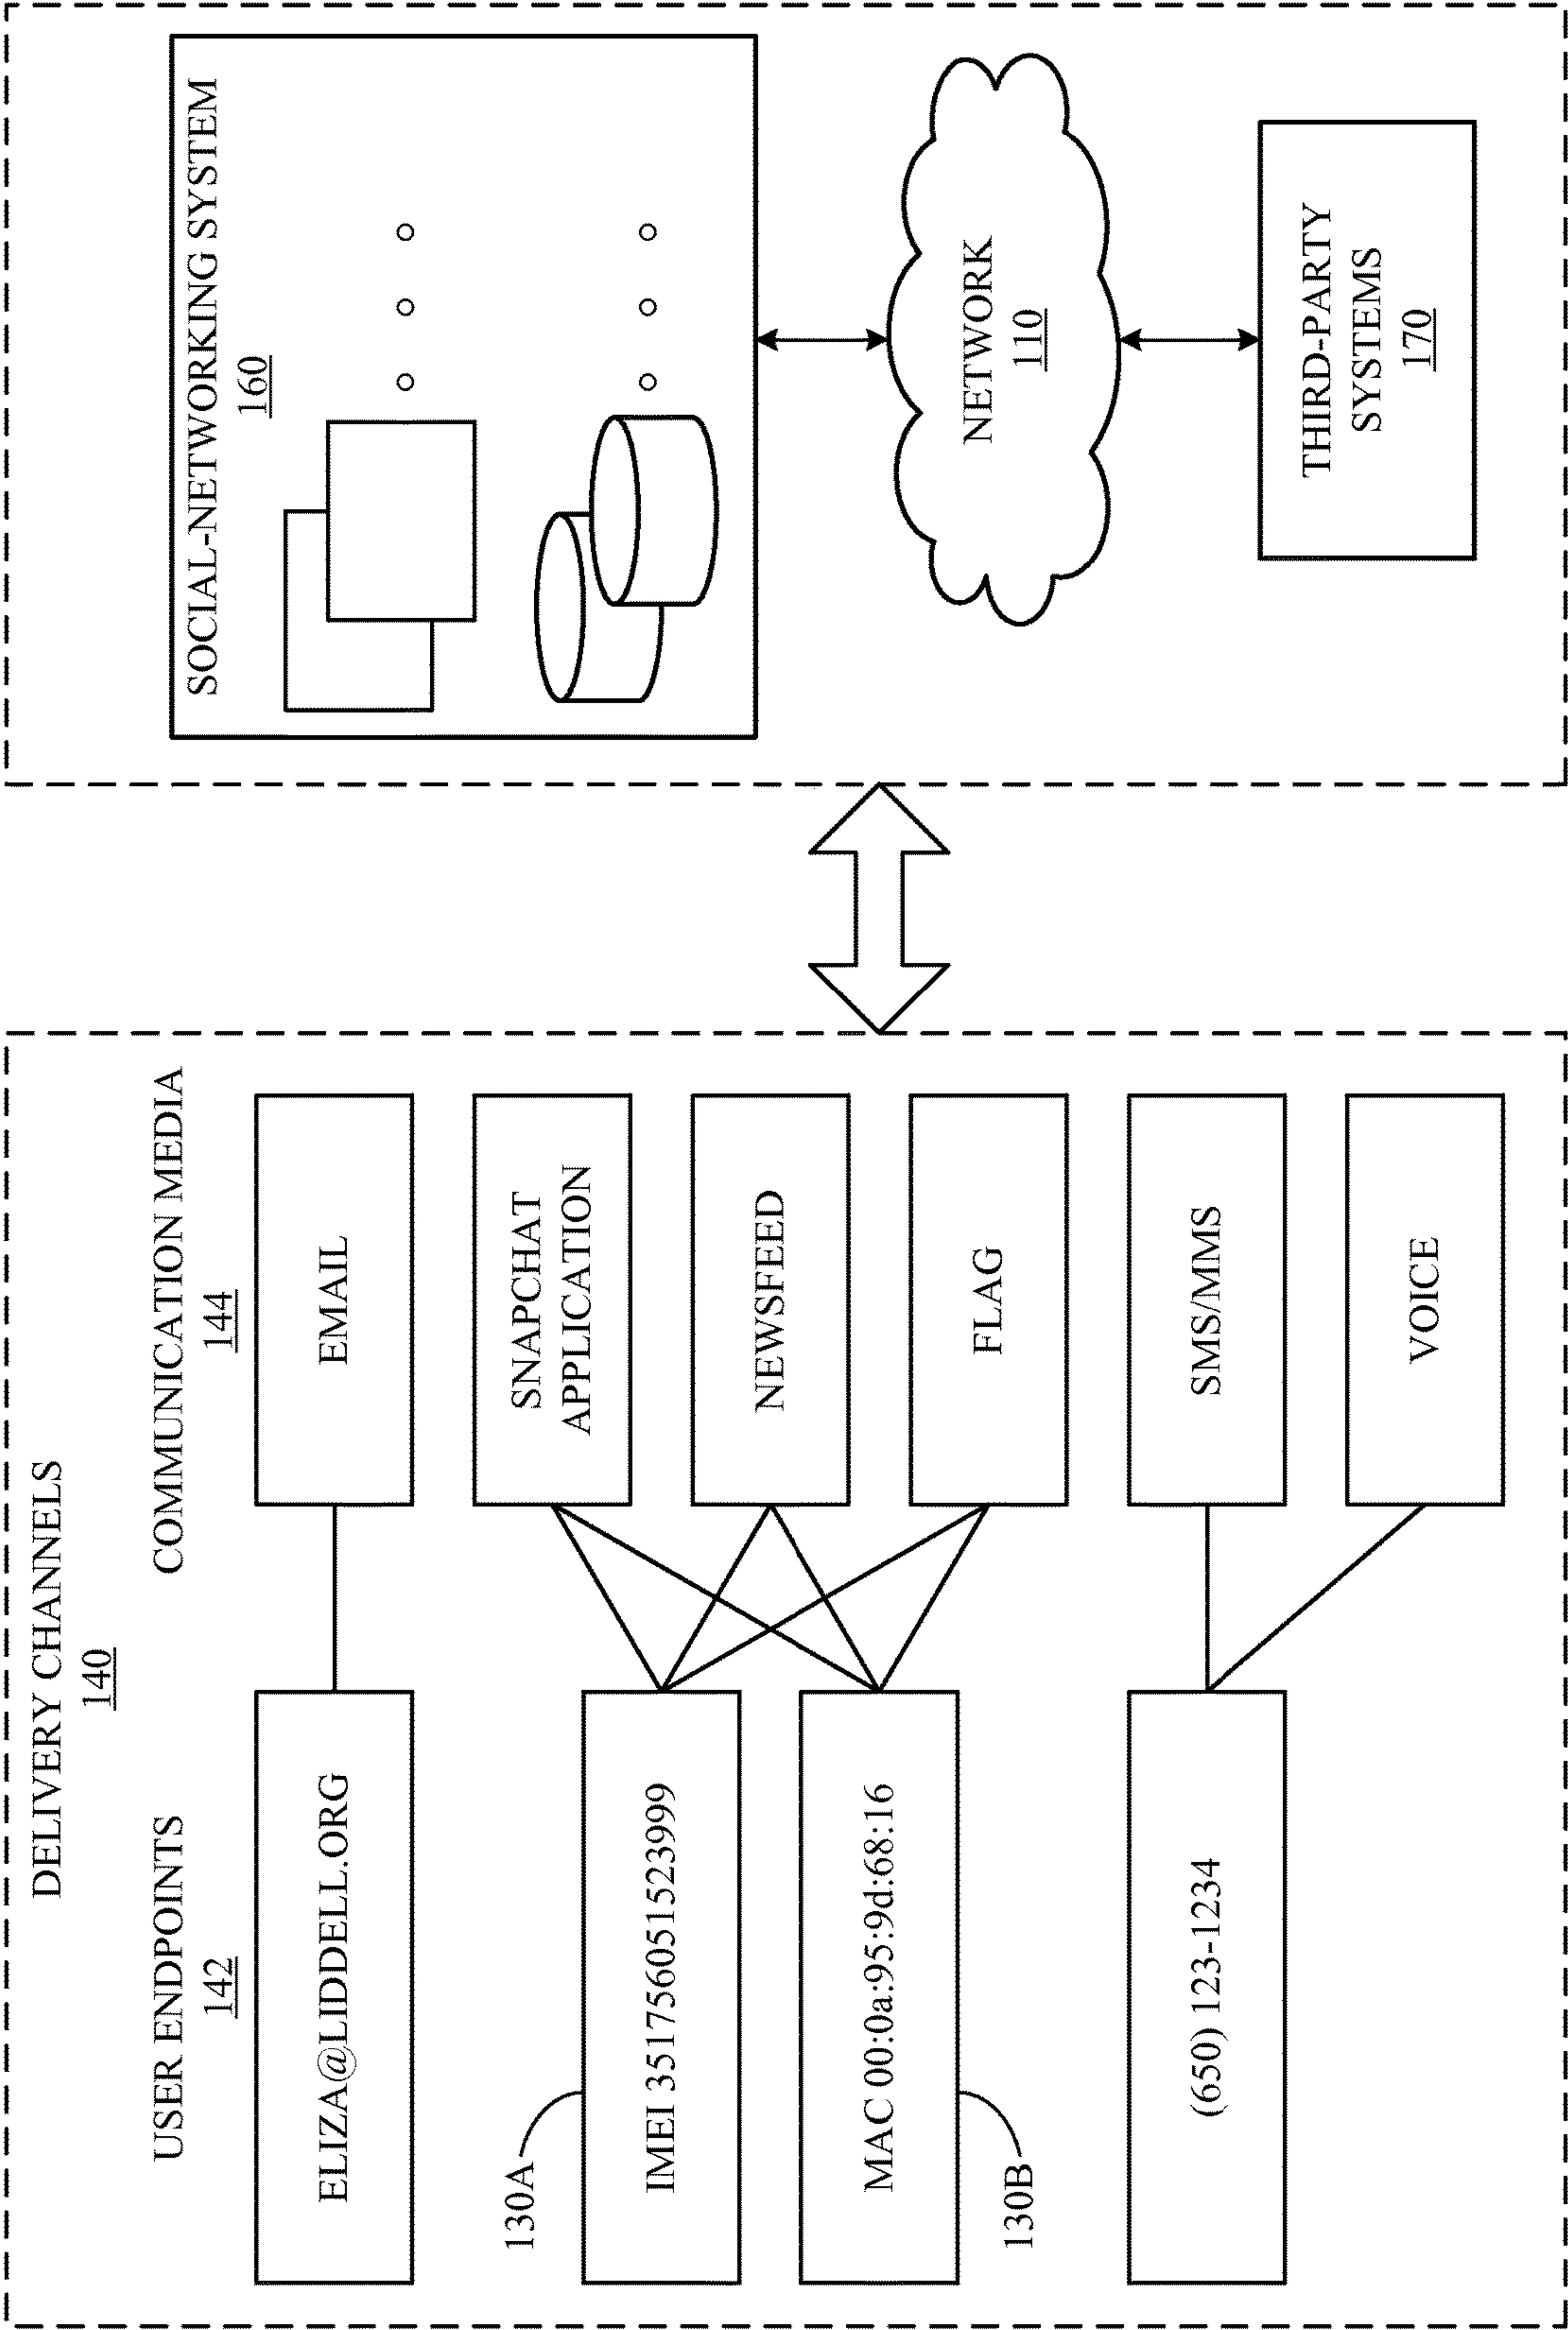 DELIVERY CHANNELS
140
USER ENDPOINTS
142
COMMUNICATION MEDIA
144
ELIZA@LIDDELL.ORG
EMAIL
SNAPCHAT
APPLICATION
130A
IMEI 351756051523999
NEWSFEED
MAC 00:0a:95:9d:68:16
130B
FLAG
(650) 123-1234
SMS/MMS
VOICE
SOCIAL-NETWORKING SYSTEM
160
NETWORK
110
THIRD-PARTY
SYSTEMS
170